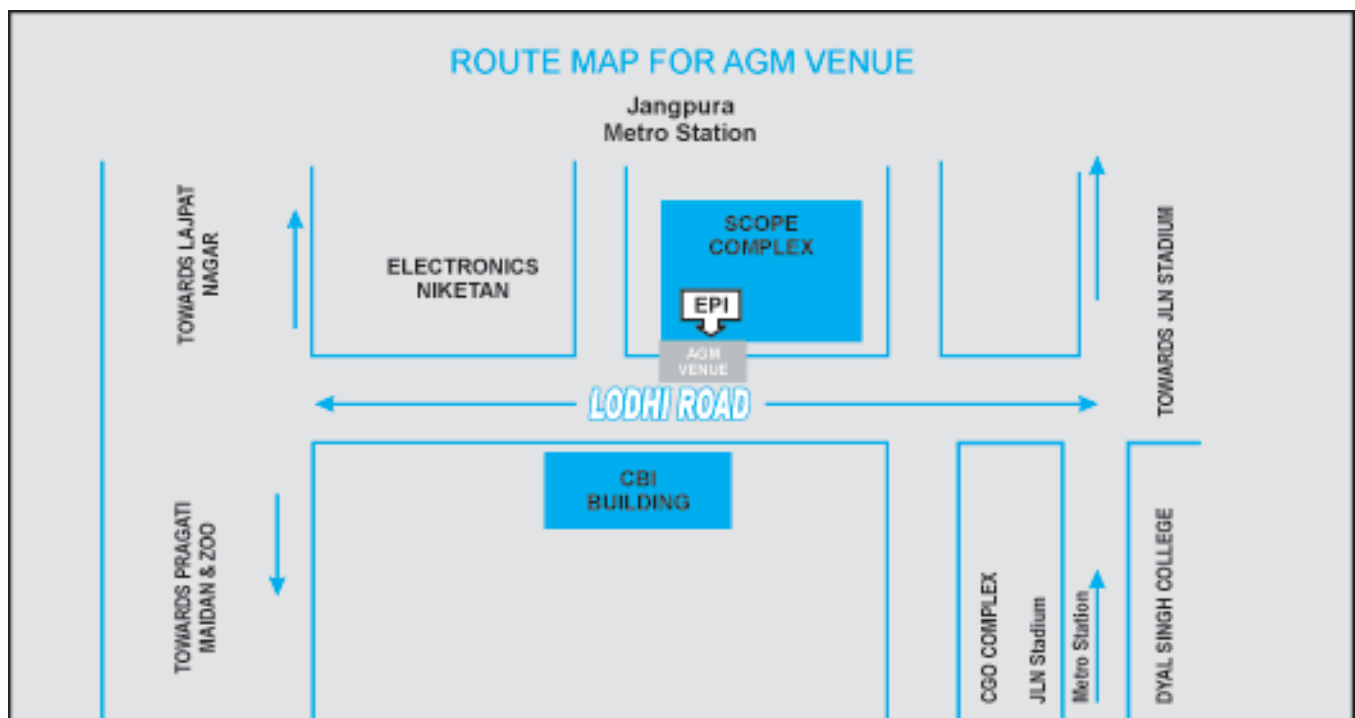 ROUTE MAP FOR AGM VENUE
Jangpura
Metro Station
TOWARDS LAJPAT
NAGAR
ELECTRONICS
NIKETAN
SCOPE
COMPLEX
EPI
AGM
VENUE
TOWARDS JLN STADIUM
LODHI ROAD
CBI
BUILDING
TOWARDS PRAGATI
MAIDAN & ZOO
CGO COMPLEX
JLN Stadium
Metro Station
DYAL SINGH COLLEGE